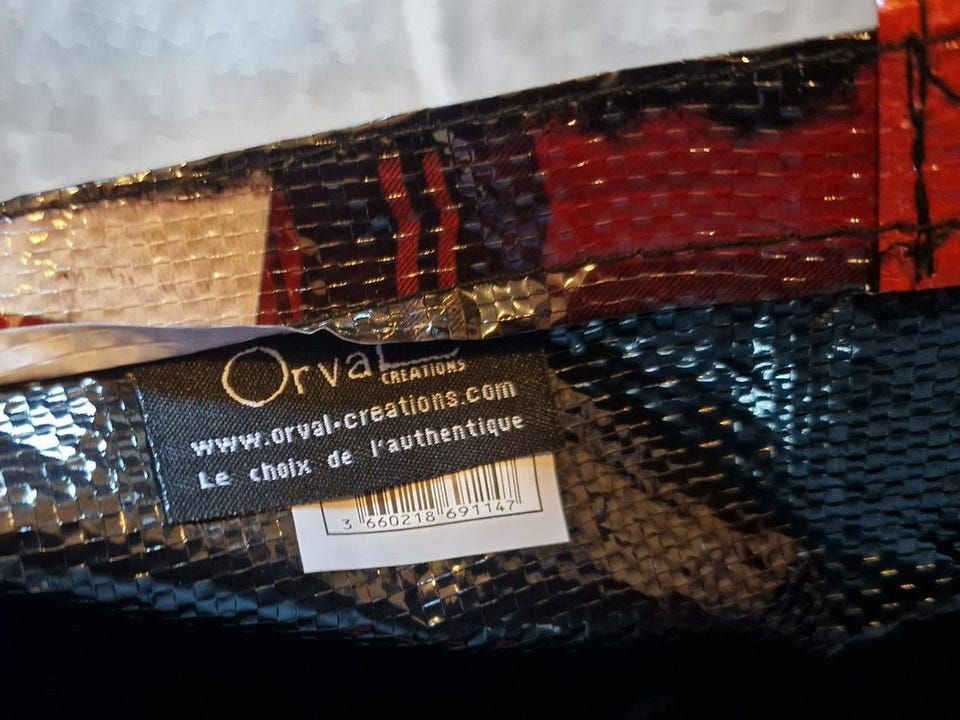 Orval
CREATIONS
www.orval-creations.com
Le choix de l'authentique
3 660218 691147